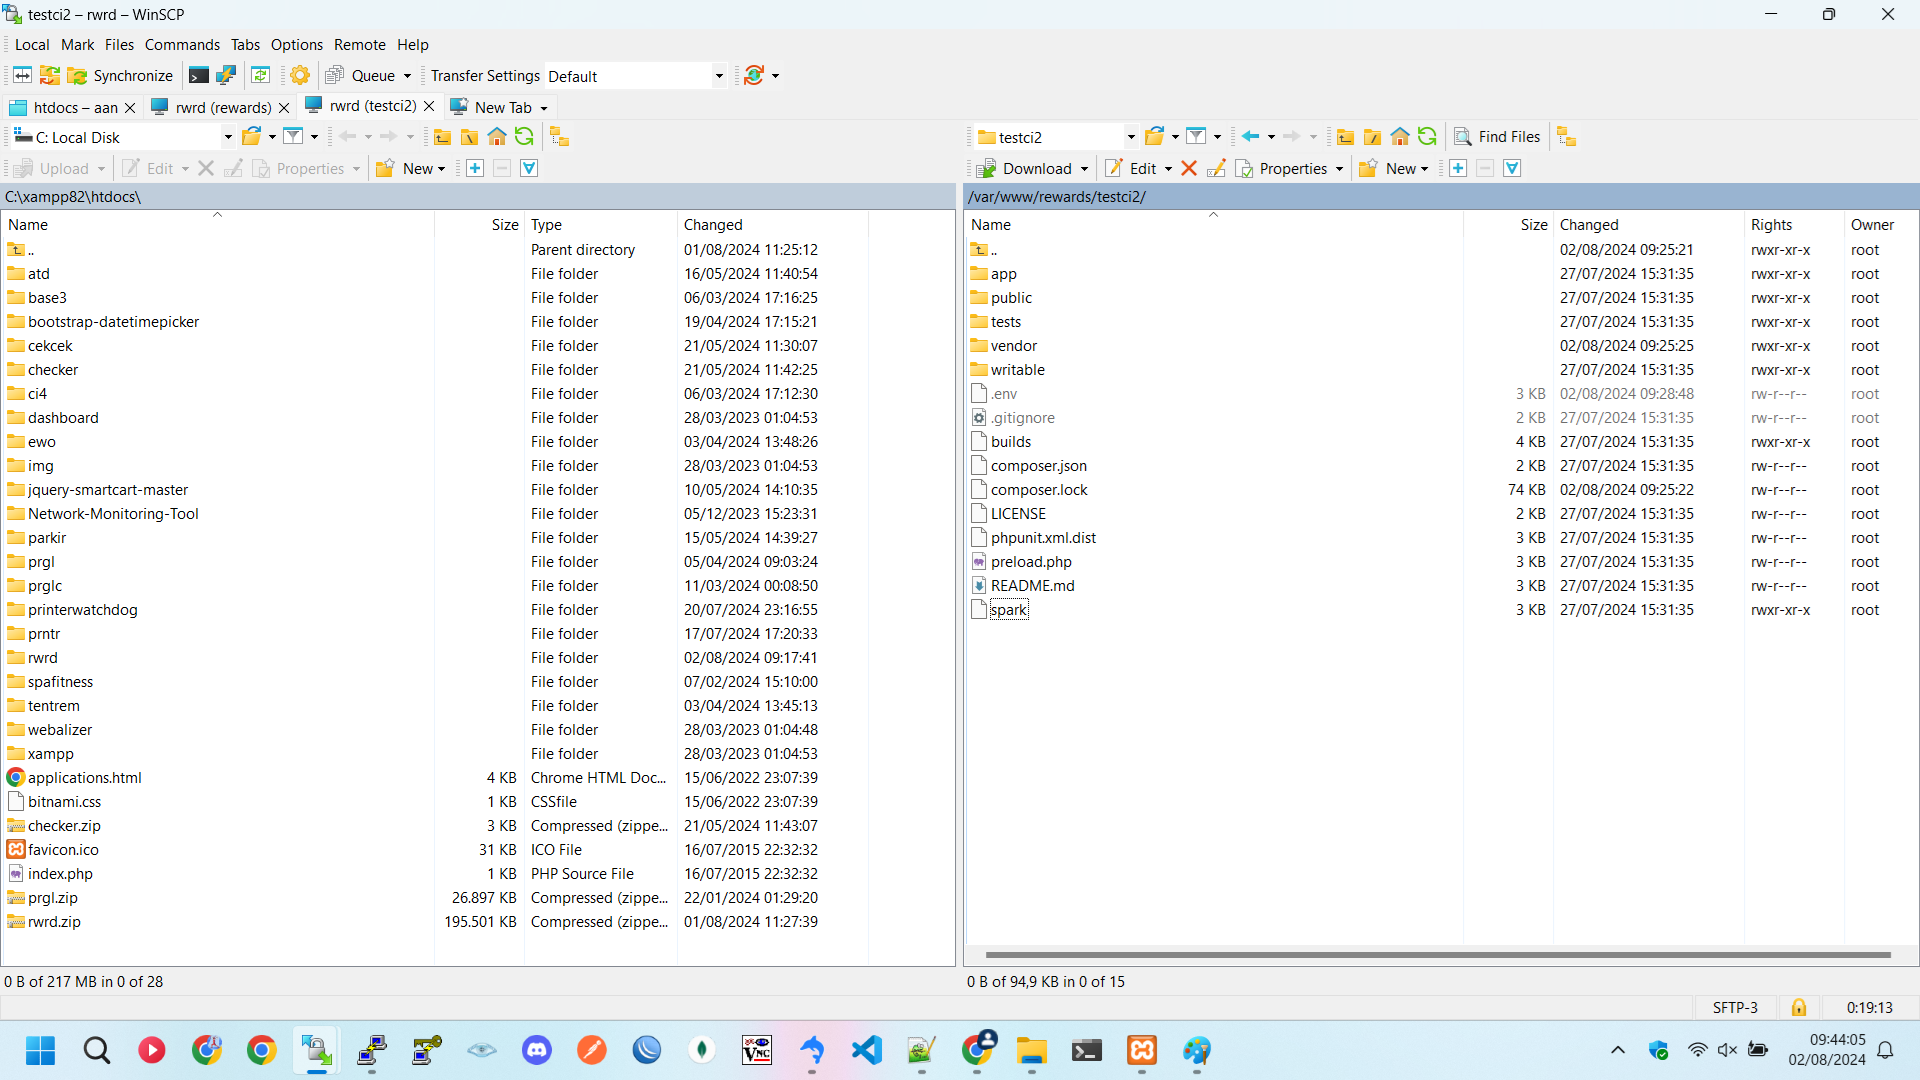 testci2 – rwrd – WinSCP
Local Mark Files Commands Tabs Options Remote Help
Synchronize Queue Transfer Settings Default
htdocs – aan rwrd (rewards) rwrd (testci2) New Tab
C: Local Disk
Upload Edit Properties New
C:\xampp82\htdocs\
Name Size Type Changed
.. Parent directory 01/08/2024 11:25:12
atd File folder 16/05/2024 11:40:54
base3 File folder 06/03/2024 17:16:25
bootstrap-datetimepicker File folder 19/04/2024 17:15:21
cekcek File folder 21/05/2024 11:30:07
checker File folder 21/05/2024 11:42:25
ci4 File folder 06/03/2024 17:12:30
dashboard File folder 28/03/2023 01:04:53
ewo File folder 03/04/2024 13:48:26
img File folder 28/03/2023 01:04:53
jquery-smartcart-master File folder 10/05/2024 14:10:35
Network-Monitoring-Tool File folder 05/12/2023 15:23:31
parkir File folder 15/05/2024 14:39:27
prgl File folder 05/04/2024 09:03:24
prglc File folder 11/03/2024 00:08:50
printerwatchdog File folder 20/07/2024 23:16:55
prntr File folder 17/07/2024 17:20:33
rwrd File folder 02/08/2024 09:17:41
spafitness File folder 07/02/2024 15:10:00
tentrem File folder 03/04/2024 13:45:13
webalizer File folder 28/03/2023 01:04:48
xampp File folder 28/03/2023 01:04:53
applications.html 4 KB Chrome HTML Doc... 15/06/2022 23:07:39
bitnami.css 1 KB CSSfile 15/06/2022 23:07:39
checker.zip 3 KB Compressed (zippe... 21/05/2024 11:43:07
favicon.ico 31 KB ICO File 16/07/2015 22:32:32
index.php 1 KB PHP Source File 16/07/2015 22:32:32
prgl.zip 26.897 KB Compressed (zippe... 22/01/2024 01:29:20
rwrd.zip 195.501 KB Compressed (zippe... 01/08/2024 11:27:39
0 B of 217 MB in 0 of 28
testci2 Find Files
Download Edit Properties New
/var/www/rewards/testci2/
Name Size Changed Rights Owner
.. 02/08/2024 09:25:21 rwxr-xr-x root
app 27/07/2024 15:31:35 rwxr-xr-x root
public 27/07/2024 15:31:35 rwxr-xr-x root
tests 27/07/2024 15:31:35 rwxr-xr-x root
vendor 02/08/2024 09:25:25 rwxr-xr-x root
writable 27/07/2024 15:31:35 rwxr-xr-x root
.env 3 KB 02/08/2024 09:28:48 rw-r--r-- root
.gitignore 2 KB 27/07/2024 15:31:35 rw-r--r-- root
builds 4 KB 27/07/2024 15:31:35 rwxr-xr-x root
composer.json 2 KB 27/07/2024 15:31:35 rw-r--r-- root
composer.lock 74 KB 02/08/2024 09:25:22 rw-r--r-- root
LICENSE 2 KB 27/07/2024 15:31:35 rw-r--r-- root
phpunit.xml.dist 3 KB 27/07/2024 15:31:35 rw-r--r-- root
preload.php 3 KB 27/07/2024 15:31:35 rw-r--r-- root
README.md 3 KB 27/07/2024 15:31:35 rw-r--r-- root
spark 3 KB 27/07/2024 15:31:35 rwxr-xr-x root
0 B of 94,9 KB in 0 of 15
SFTP-3 0:19:13
VNC
09:44:05
02/08/2024